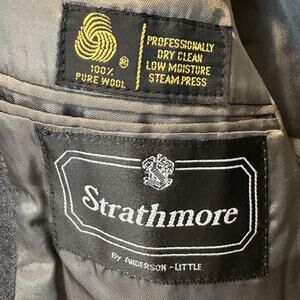 100%
PURE WOOL
®
PROFESSIONALLY
DRY CLEAN
LOW MOISTURE
STEAM PRESS
Strathmore
By ANDERSON-LITTLE